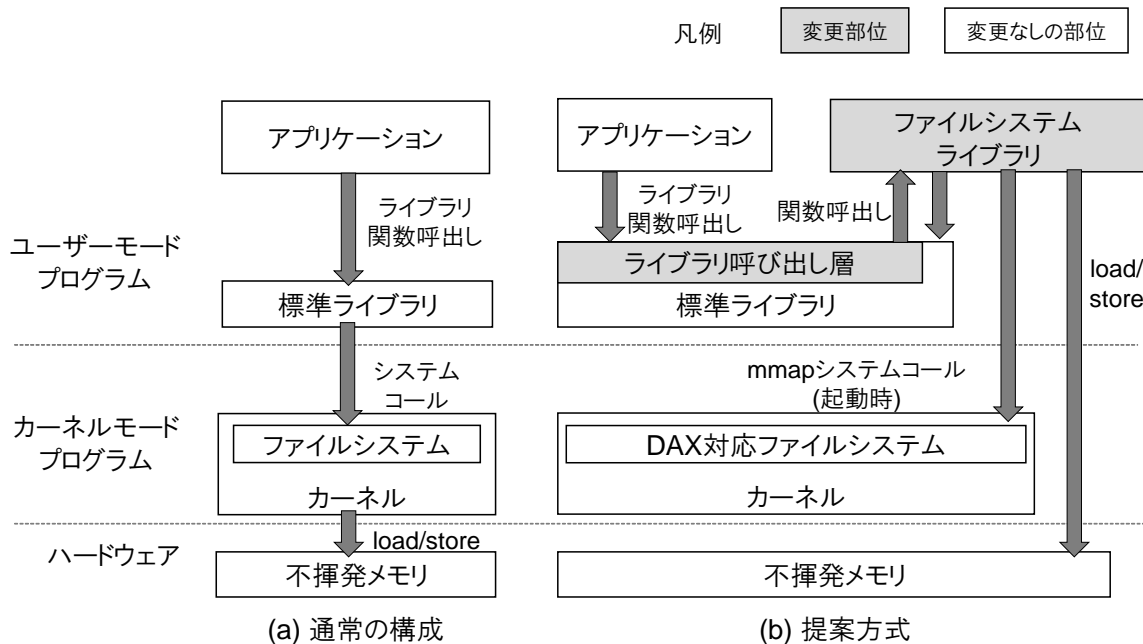 凡例
変更部位
変更なしの部位
アプリケーション
アプリケーション
ファイルシステム
ライブラリ
ライブラリ
関数呼出し
ライブラリ
関数呼出し
関数呼出し
ユーザーモード
プログラム
標準ライブラリ
ライブラリ呼び出し層
標準ライブラリ
load/
store
システム
コール
mmapシステムコール
(起動時)
カーネルモード
プログラム
ファイルシステム
カーネル
DAX対応ファイルシステム
カーネル
ハードウェア
load/store
不揮発メモリ
不揮発メモリ
(a) 通常の構成
(b) 提案方式